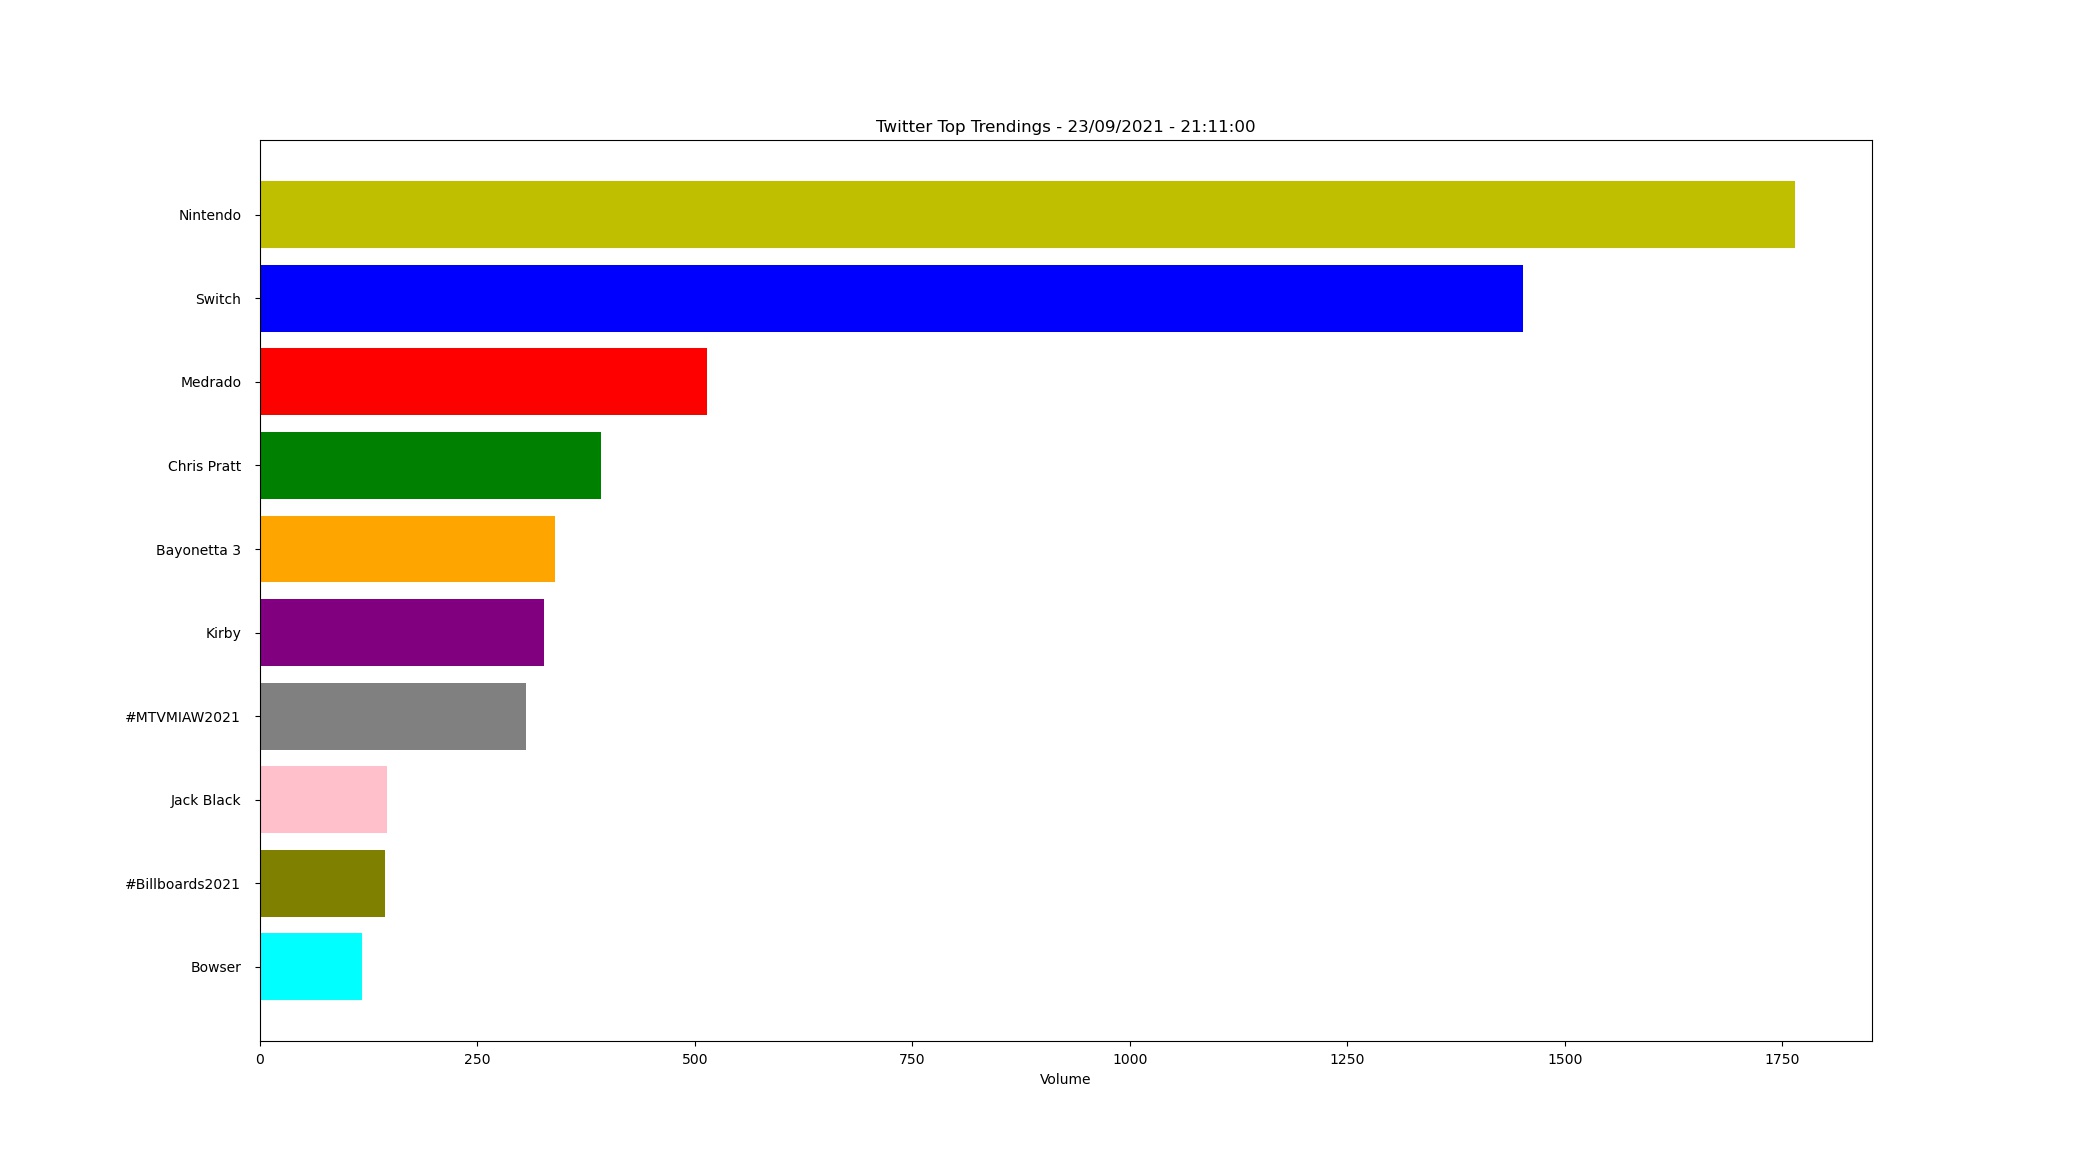 Twitter Top Trendings - 23/09/2021 - 21:11:00
Nintendo
Switch
Medrado
Chris Pratt
Bayonetta 3
Kirby
#MTVMIAW2021
Jack Black
#Billboards2021
Bowser
0 250 500 750 1000 1250 1500 1750
Volume